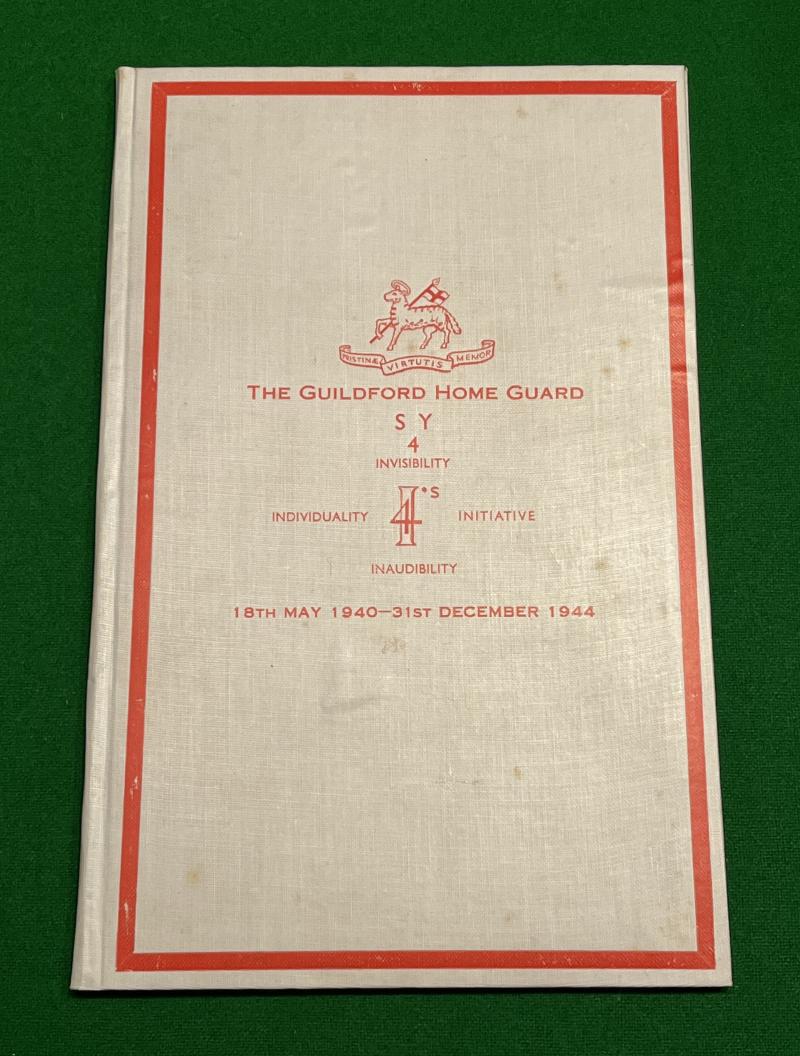 PRISTINÆ VIRTUTIS MEMOR
THE GUILDFORD HOME GUARD
S Y
4
INVISIBILITY
INDIVIDUALITY 4 I'S INITIATIVE
INAUDIBILITY
18TH MAY 1940—31ST DECEMBER 1944